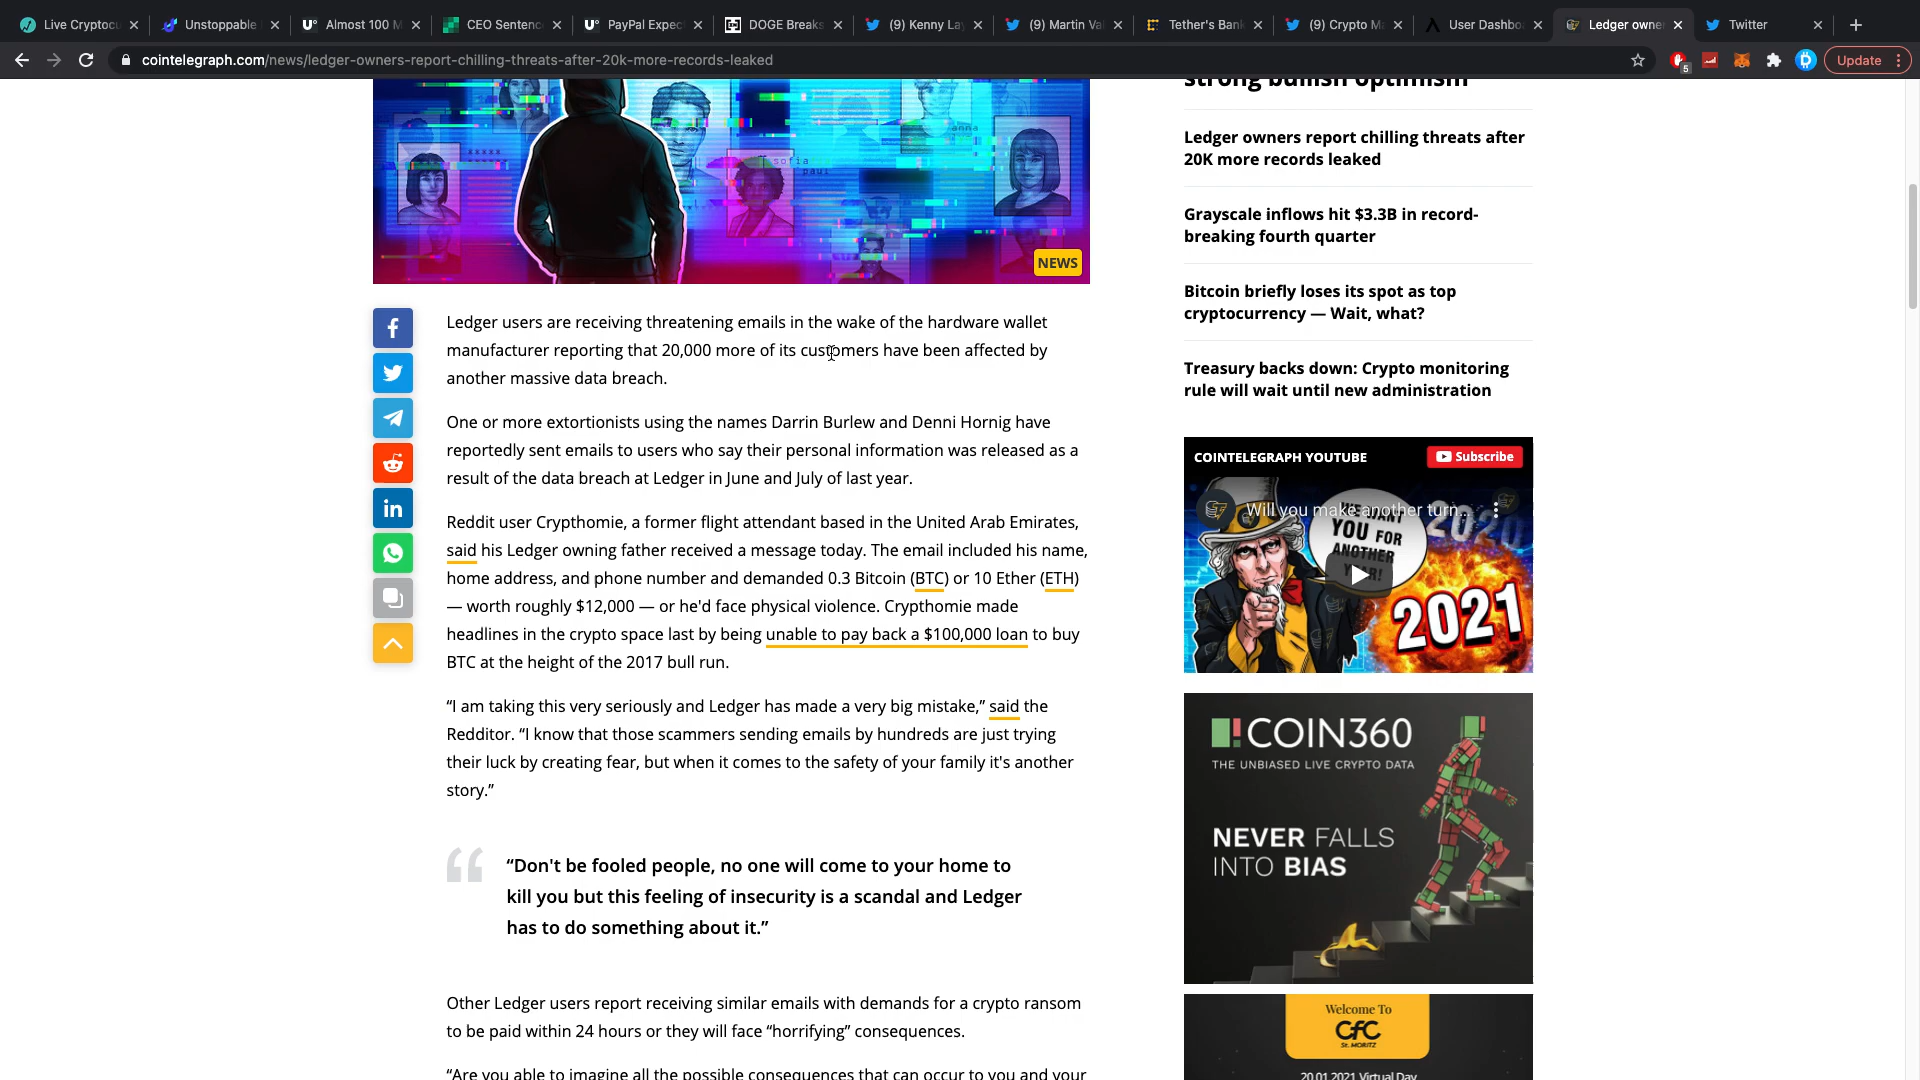 Live Cryptocu
Unstoppable
Almost 100 M
CEO Sentenc
PayPal Expec
DOGE Breaks
(9) Kenny La
(9) Martin Va
Tether's Bank
(9) Crypto M
User Dashbo
Ledger owne
Twitter
cointelegraph.com/news/ledger-owners-report-chilling-threats-after-20k-more-records-leaked
5
Update
anna
sofia
paul
NEWS
Ledger users are receiving threatening emails in the wake of the hardware wallet
manufacturer reporting that 20,000 more of its customers have been affected by
another massive data breach.
One or more extortionists using the names Darrin Burlew and Denni Hornig have
reportedly sent emails to users who say their personal information was released as a
result of the data breach at Ledger in June and July of last year.
Reddit user Crypthomie, a former flight attendant based in the United Arab Emirates,
said his Ledger owning father received a message today. The email included his name,
home address, and phone number and demanded 0.3 Bitcoin (BTC) or 10 Ether (ETH)
— worth roughly $12,000 — or he'd face physical violence. Crypthomie made
headlines in the crypto space last by being unable to pay back a $100,000 loan to buy
BTC at the height of the 2017 bull run.
“I am taking this very seriously and Ledger has made a very big mistake,” said the
Redditor. “I know that those scammers sending emails by hundreds are just trying
their luck by creating fear, but when it comes to the safety of your family it's another
story.”
“Don't be fooled people, no one will come to your home to
kill you but this feeling of insecurity is a scandal and Ledger
has to do something about it.”
Other Ledger users report receiving similar emails with demands for a crypto ransom
to be paid within 24 hours or they will face “horrifying” consequences.
“Are you able to imagine all the possible consequences that can occur to you and your
strong bullish optimism
Ledger owners report chilling threats after
20K more records leaked
Grayscale inflows hit $3.3B in record-
breaking fourth quarter
Bitcoin briefly loses its spot as top
cryptocurrency — Wait, what?
Treasury backs down: Crypto monitoring
rule will wait until new administration
COINTELEGRAPH YOUTUBE
Subscribe
Will you make another turn...
YOU FOR
ANOTHER
YEAR!
2020
2021
COIN360
THE UNBIASED LIVE CRYPTO DATA
NEVER FALLS
INTO BIAS
Welcome To
CfC
St. MORITZ
20.01.2021 Virtual Day